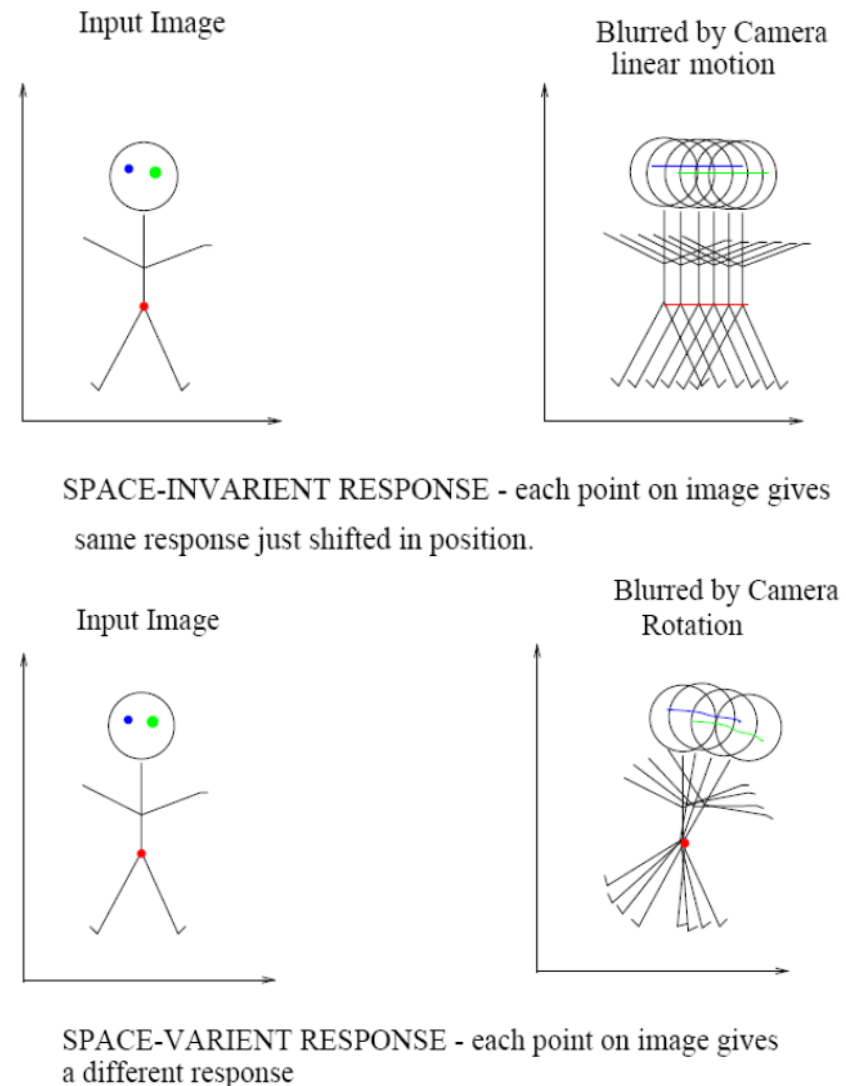 Input Image
Blurred by Camera
linear motion
SPACE-INVARIENT RESPONSE - each point on image gives
same response just shifted in position.
Input Image
Blurred by Camera
Rotation
SPACE-VARIENT RESPONSE - each point on image gives
a different response